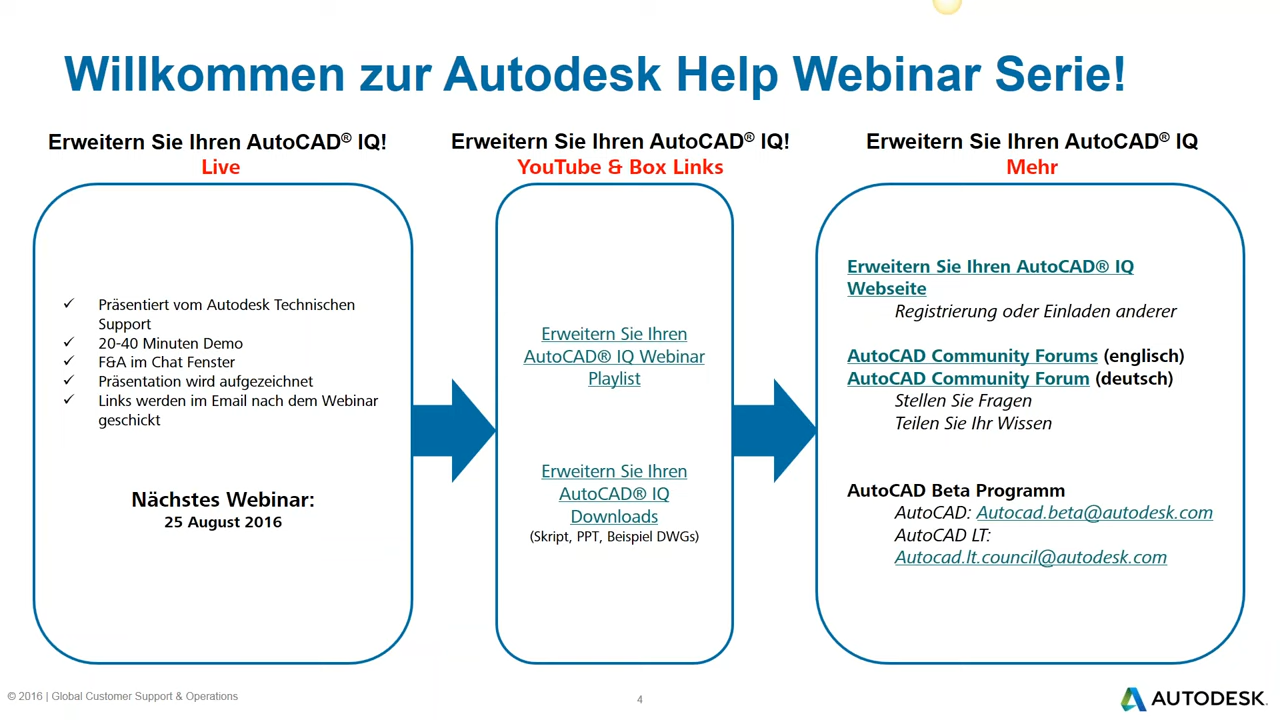 Willkommen zur Autodesk Help Webinar Serie!
Erweitern Sie Ihren AutoCAD® IQ!
Live
✓ Präsentiert vom Autodesk Technischen
Support
✓ 20-40 Minuten Demo
✓ F&A im Chat Fenster
✓ Präsentation wird aufgezeichnet
✓ Links werden im Email nach dem Webinar
geschickt
Nächstes Webinar:
25 August 2016
Erweitern Sie Ihren AutoCAD® IQ!
YouTube & Box Links
Erweitern Sie Ihren
AutoCAD® IQ Webinar
Playlist
Erweitern Sie Ihren
AutoCAD® IQ
Downloads
(Skript, PPT, Beispiel DWGs)
Erweitern Sie Ihren AutoCAD® IQ
Mehr
Erweitern Sie Ihren AutoCAD® IQ
Webseite
Registrierung oder Einladen anderer
AutoCAD Community Forums (englisch)
AutoCAD Community Forum (deutsch)
Stellen Sie Fragen
Teilen Sie Ihr Wissen
AutoCAD Beta Programm
AutoCAD: Autocad.beta@autodesk.com
AutoCAD LT:
Autocad.lt.council@autodesk.com
© 2016 | Global Customer Support & Operations
4
AUTODESK.